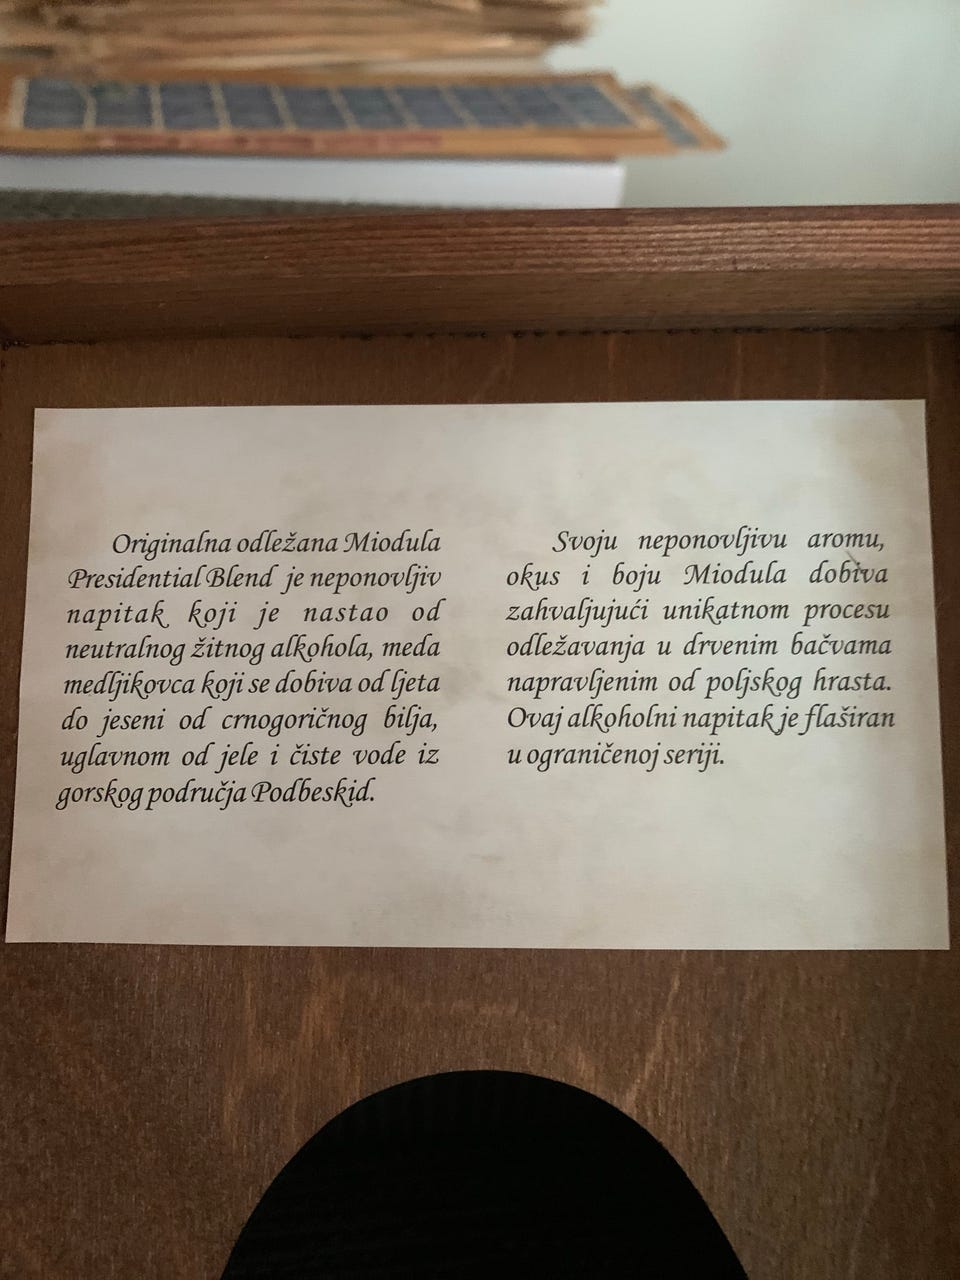 Originalna odležana Miodula
Presidential Blend je neponovljiv
napitak koji je nastao od
neutralnog žitnog alkohola, meda
medljikovca koji se dobiva od ljeta
do jeseni od crnogoričnog bilja,
uglavnom od jele i čiste vode iz
gorskog područja Podbeskid.
Svoju neponovljivu aromu,
okus i boju Miodula dobiva
zahvaljujući unikatnom procesu
odležavanja u drvenim bačvama
napravljenim od poljskog hrasta.
Ovaj alkoholni napitak je flaširan
u ograničenoj seriji.